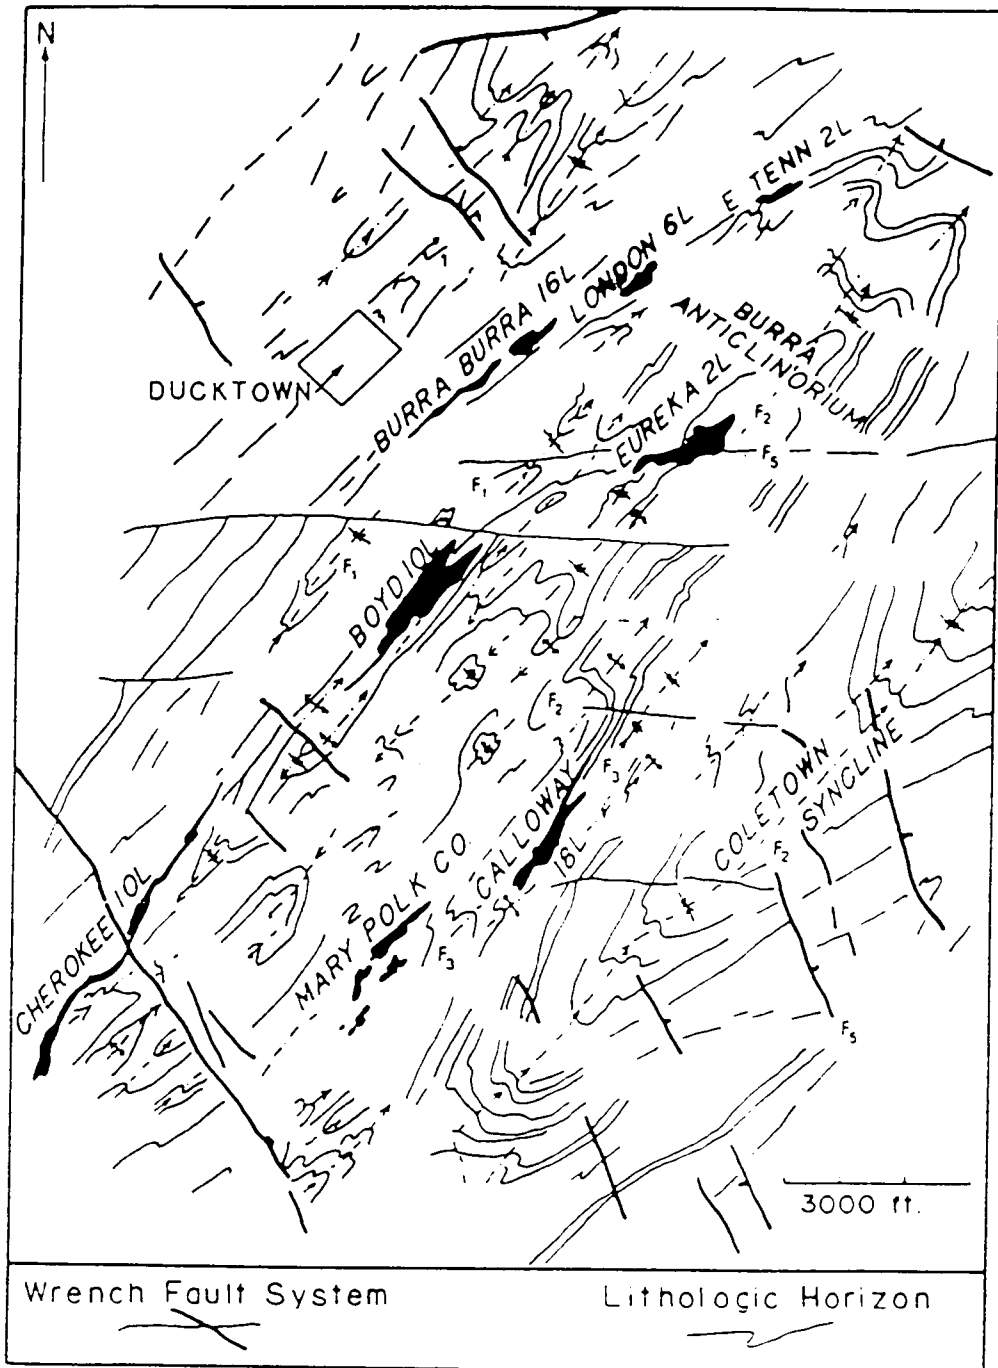 N
E TENN 2L
LONDON 6L
BURRA BURRA 16L
BURRA
ANTICLINORIUM
DUCKTOWN
EUREKA 2L
F2
F5
F1
BOYD 10L
F1
F2
F3
COLETOWN
SYNCLINE
CALLOWAY
18L
F2
MARY POLK CO
F3
CHEROKEE 10L
F5
3000 ft.
Wrench Fault System
Lithologic Horizon